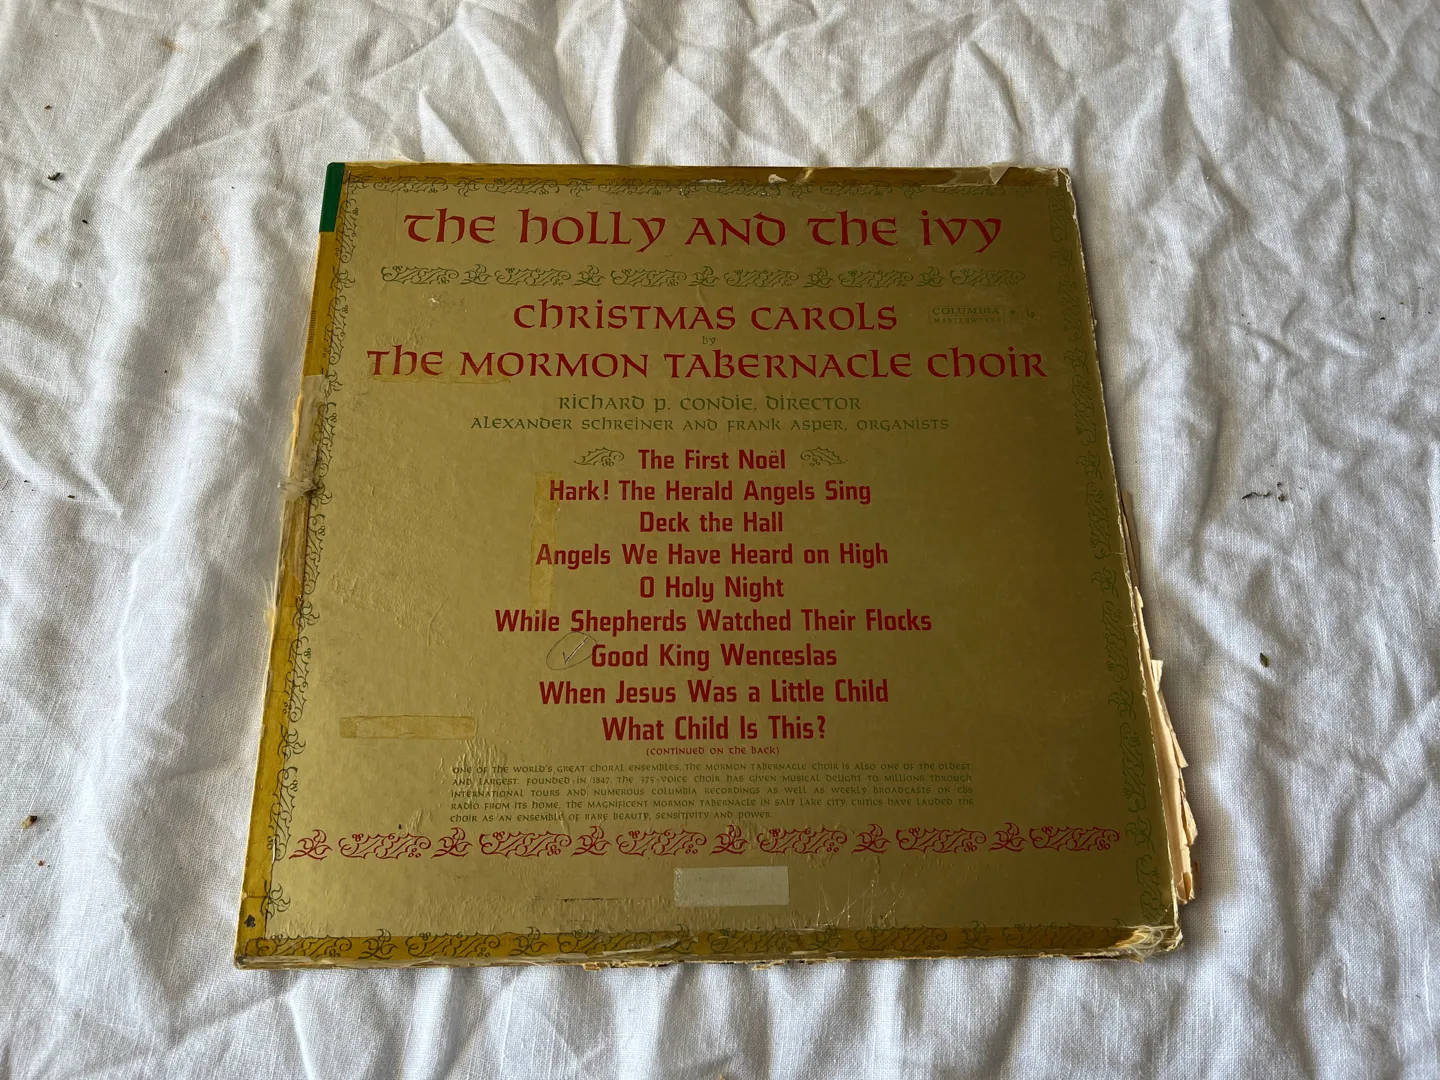 the holly and the ivy
christmas carols
COLUMBIA
MASTERWORKS
by
the mormon tabernacle choir
richard p. condie, director
alexander schreiner and frank asper, organists
The First Noël
Hark! The Herald Angels Sing
Deck the Hall
Angels We Have Heard on High
O Holy Night
While Shepherds Watched Their Flocks
Good King Wenceslas
When Jesus Was a Little Child
What Child Is This?
(continued on the back)
one of the world's great choral ensembles, the mormon tabernacle choir is also one of the oldest
and largest. founded in 1847, the 375-voice choir has given musical delight to millions through
international tours and numerous columbia recordings as well as weekly broadcasts on cbs
radio from its home, the magnificent mormon tabernacle in salt lake city. critics have lauded the
choir as an ensemble of rare beauty, sensitivity and power.